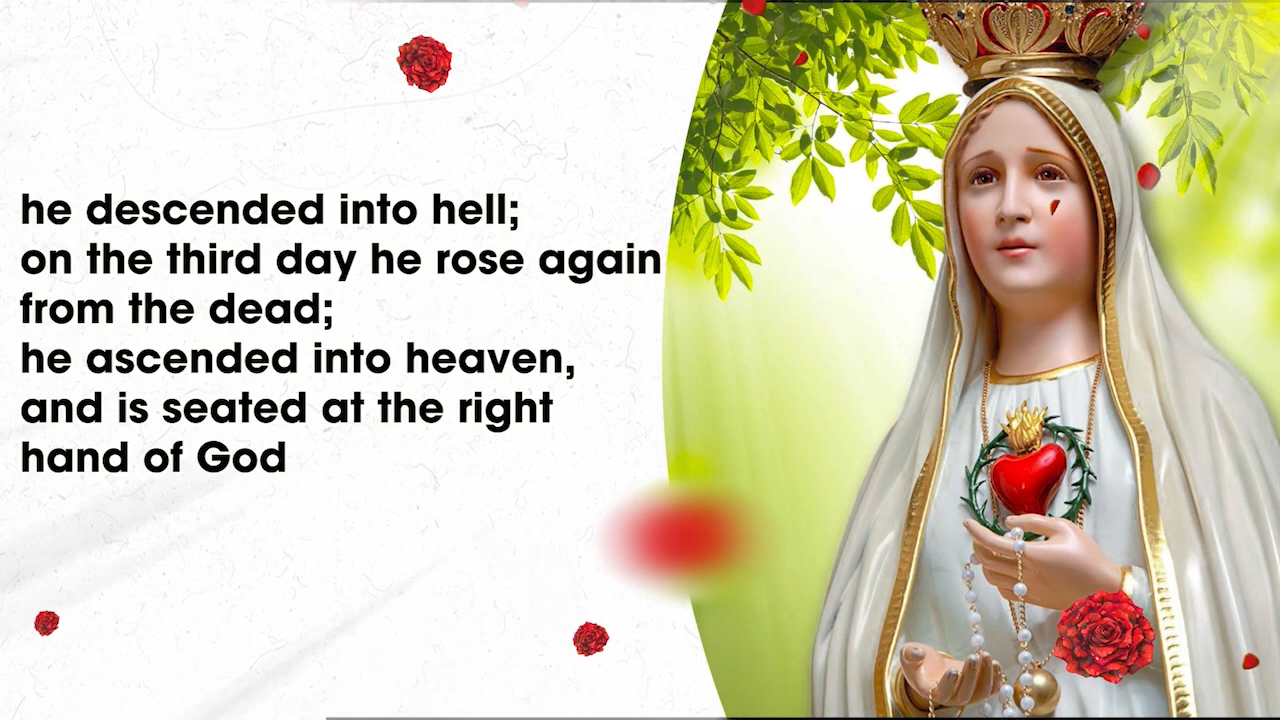 he descended into hell;
on the third day he rose again
from the dead;
he ascended into heaven,
and is seated at the right
hand of God